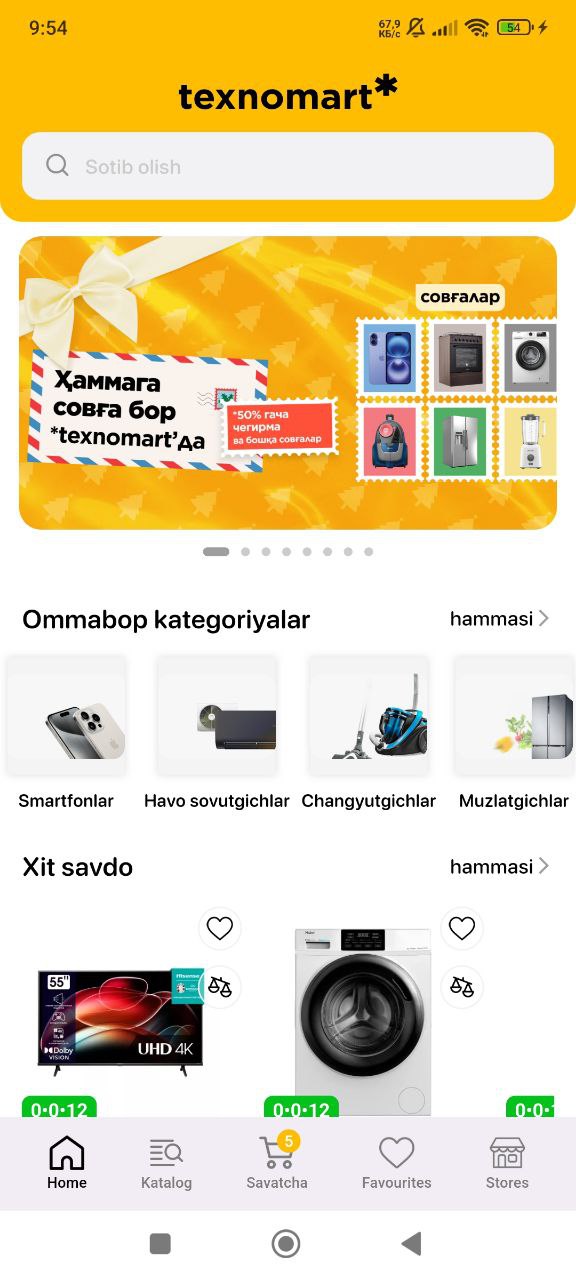 9:54
67,9
КБ/с
54
texnomart*
Sotib olish
совғалар
Ҳаммага
совға бор
*texnomart’да
*50% гача
чегирма
ва бошқа совғалар
Ommabop kategoriyalar
hammasi
Smartfonlar
Havo sovutgichlar
Changyutgichlar
Muzlatgichlar
Xit savdo
hammasi
55"
Hisense
Dolby
VISION
UHD 4K
Haier
0·0·12
0·0·12
0·0·1
Home
Katalog
5
Savatcha
Favourites
Stores